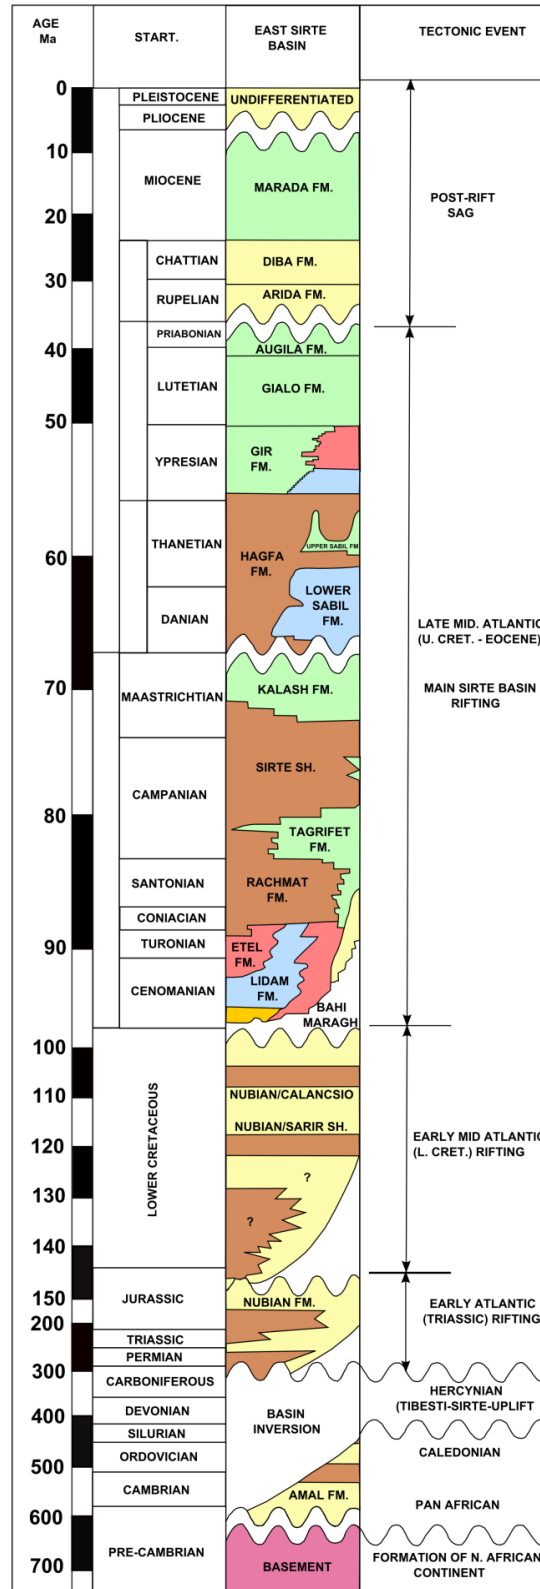 AGE
Ma
START.
EAST SIRTE
BASIN
TECTONIC EVENT
0
10
20
30
40
50
60
70
80
90
100
110
120
130
140
150
200
300
400
500
600
700
PLEISTOCENE
PLIOCENE
MIOCENE
CHATTIAN
RUPELIAN
PRIABONIAN
LUTETIAN
YPRESIAN
THANETIAN
DANIAN
MAASTRICHTIAN
CAMPANIAN
SANTONIAN
CONIACIAN
TURONIAN
CENOMANIAN
LOWER CRETACEOUS
JURASSIC
TRIASSIC
PERMIAN
CARBONIFEROUS
DEVONIAN
SILURIAN
ORDOVICIAN
CAMBRIAN
PRE-CAMBRIAN
UNDIFFERENTIATED
MARADA FM.
DIBA FM.
ARIDA FM.
AUGILA FM.
GIALO FM.
GIR
FM.
UPPER SABIL FM
HAGFA
FM.
LOWER
SABIL
FM.
KALASH FM.
SIRTE SH.
TAGRIFET
FM.
RACHMAT
FM.
ETEL
FM.
LIDAM
FM.
BAHI
MARAGH
NUBIAN/CALANCSIO
NUBIAN/SARIR SH.
?
?
NUBIAN FM.
BASIN
INVERSION
AMAL FM.
BASEMENT
POST-RIFT
SAG
LATE MID. ATLANTIC
(U. CRET. - EOCENE)
MAIN SIRTE BASIN
RIFTING
EARLY MID ATLANTIC
(L. CRET.) RIFTING
EARLY ATLANTIC
(TRIASSIC) RIFTING
HERCYNIAN
(TIBESTI-SIRTE-UPLIFT
CALEDONIAN
PAN AFRICAN
FORMATION OF N. AFRICAN
CONTINENT